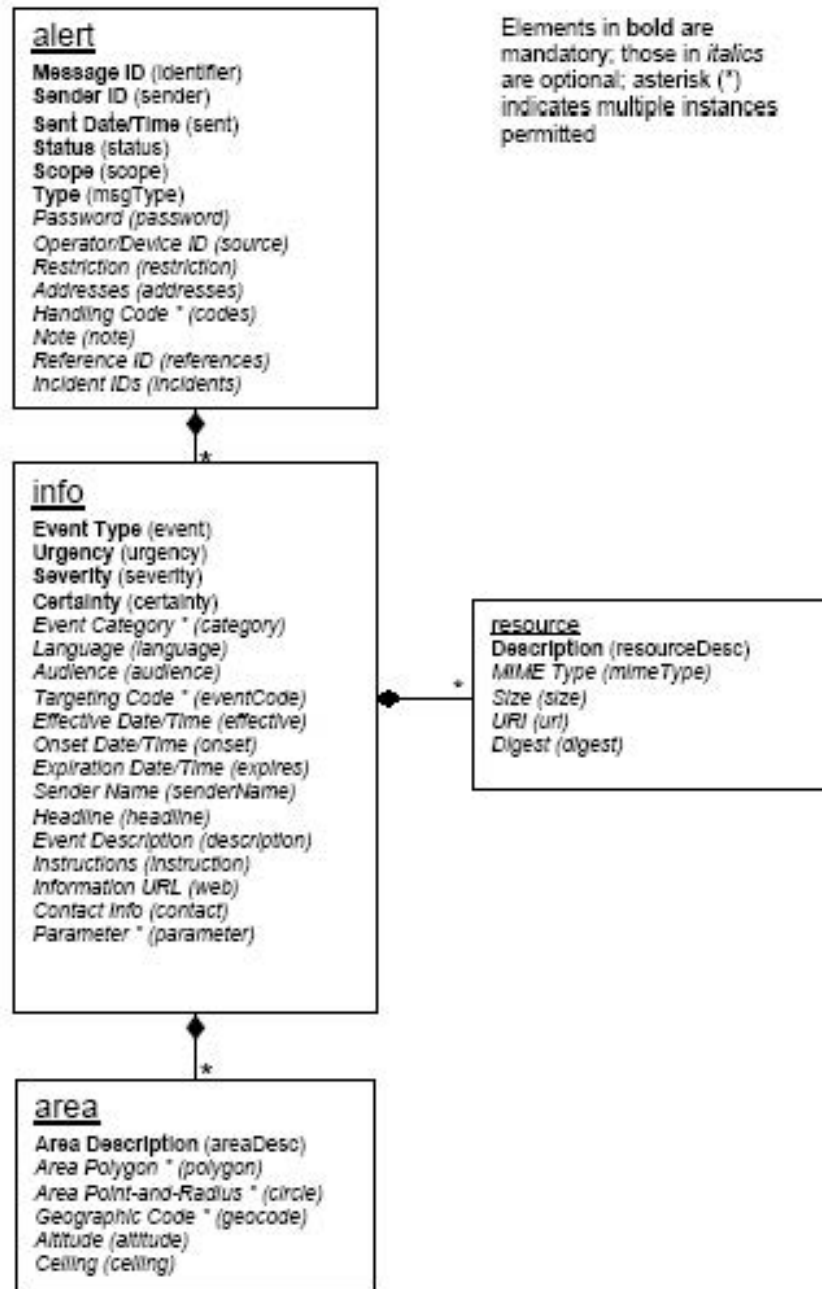 alert
Message ID (identifier)
Sender ID (sender)
Sent Date/Time (sent)
Status (status)
Scope (scope)
Type (msgType)
Password (password)
Operator/Device ID (source)
Restriction (restriction)
Addresses (addresses)
Handling Code * (codes)
Note (note)
Reference ID (references)
Incident IDs (incidents)
Elements in bold are
mandatory; those in italics
are optional; asterisk (*)
indicates multiple instances
permitted
*
info
Event Type (event)
Urgency (urgency)
Severity (severity)
Certainty (certainty)
Event Category * (category)
Language (language)
Audience (audience)
Targeting Code * (eventCode)
Effective Date/Time (effective)
Onset Date/Time (onset)
Expiration Date/Time (expires)
Sender Name (senderName)
Headline (headline)
Event Description (description)
Instructions (instruction)
Information URL (web)
Contact Info (contact)
Parameter * (parameter)
*
resource
Description (resourceDesc)
MIME Type (mimeType)
Size (size)
URI (uri)
Digest (digest)
*
area
Area Description (areaDesc)
Area Polygon * (polygon)
Area Point-and-Radius * (circle)
Geographic Code * (geocode)
Altitude (altitude)
Ceiling (ceiling)